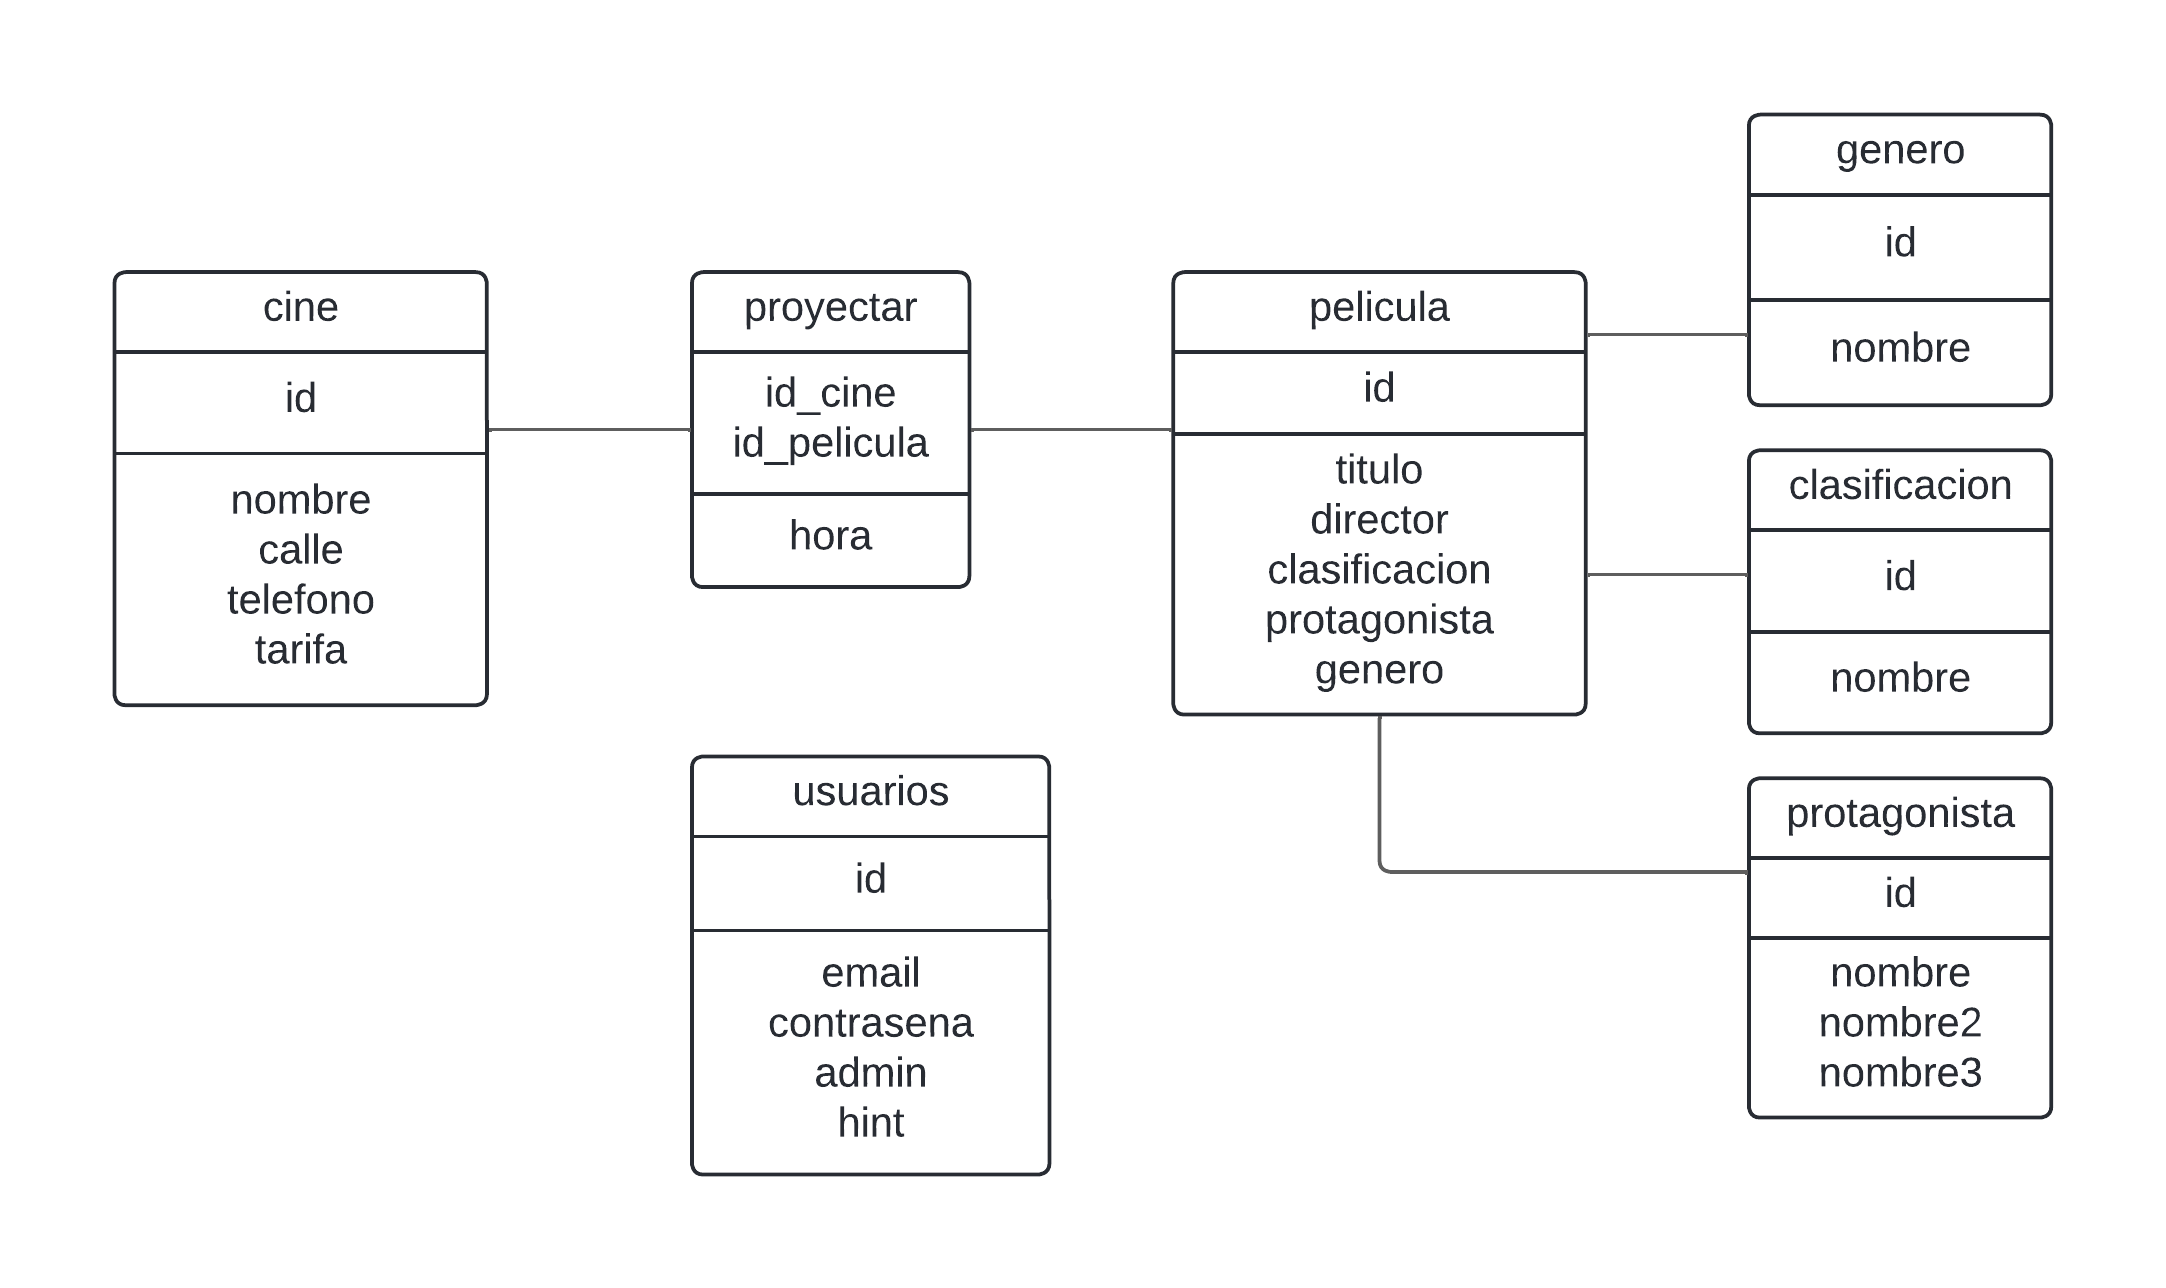 cine
id
nombre
calle
telefono
tarifa
proyectar
id_cine
id_pelicula
hora
pelicula
id
titulo
director
clasificacion
protagonista
genero
genero
id
nombre
clasificacion
id
nombre
protagonista
id
nombre
nombre2
nombre3
usuarios
id
email
contrasena
admin
hint